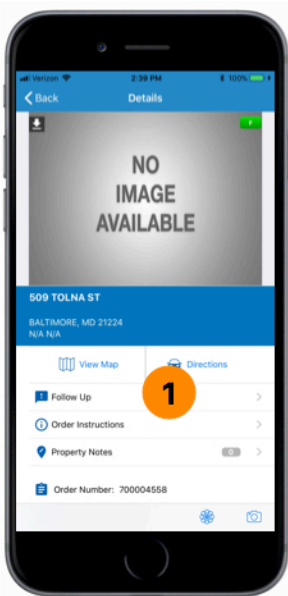 Verizon 2:39 PM 100%
Back Details
F
NO
IMAGE
AVAILABLE
509 TOLNA ST
BALTIMORE, MD 21224
N/A N/A
View Map Directions
1
Follow Up
Order Instructions
Property Notes 0
Order Number: 700004558